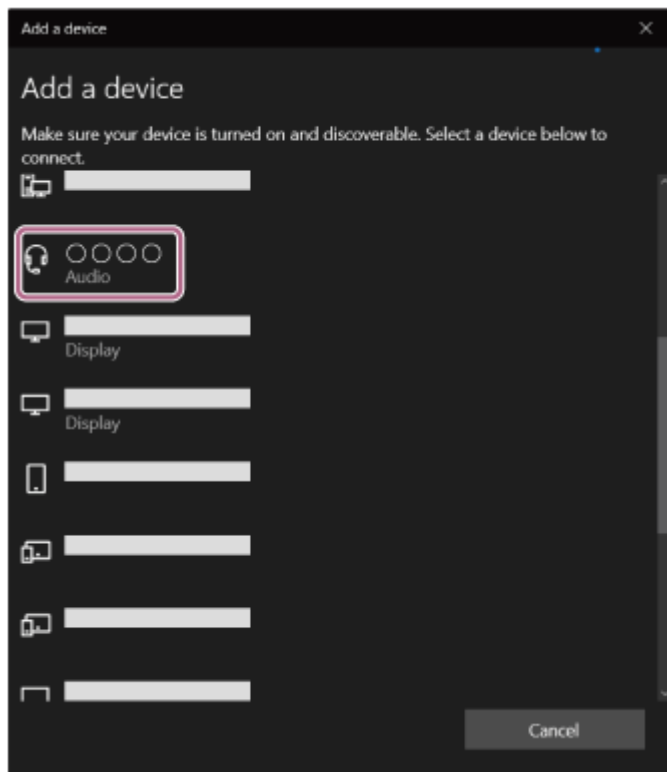 Add a device
Add a device
Make sure your device is turned on and discoverable. Select a device below to
connect.
○○○○
Audio
Display
Display
Cancel